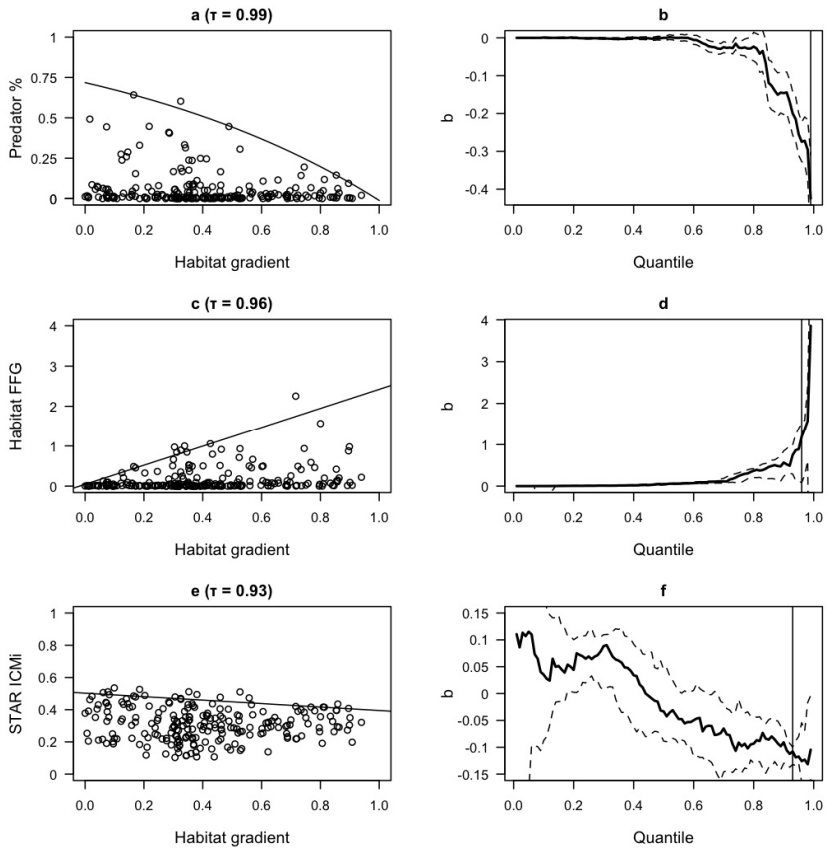 a (τ = 0.99)
Predator %
1
0.75
0.5
0.25
0
0.0 0.2 0.4 0.6 0.8 1.0
Habitat gradient
b
b
0
-0.1
-0.2
-0.3
-0.4
0.0 0.2 0.4 0.6 0.8 1.0
Quantile
c (τ = 0.96)
Habitat FFG
4
3
2
1
0
0.0 0.2 0.4 0.6 0.8 1.0
Habitat gradient
d
b
4
3
2
1
0
0.0 0.2 0.4 0.6 0.8 1.0
Quantile
e (τ = 0.93)
STAR ICMi
1
0.8
0.6
0.4
0.2
0
0.0 0.2 0.4 0.6 0.8 1.0
Habitat gradient
f
b
0.15
0.1
0.05
0
-0.05
-0.1
-0.15
0.0 0.2 0.4 0.6 0.8 1.0
Quantile